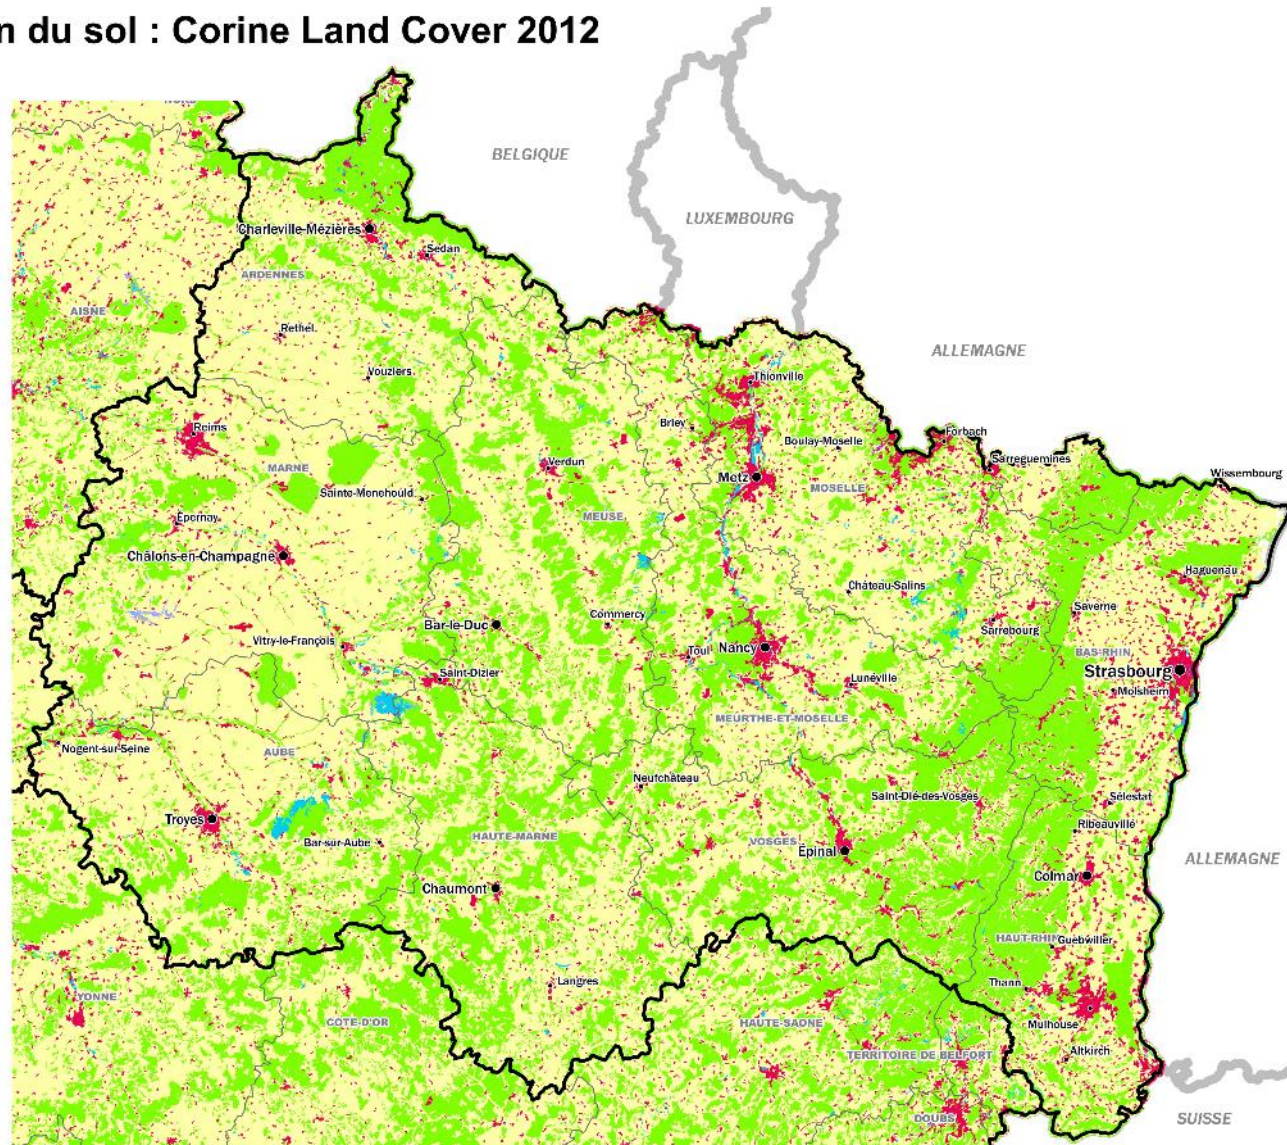 n du sol : Corine Land Cover 2012
NORD
BELGIQUE
LUXEMBOURG
Charleville-Mézières
Sedan
ARDENNES
AISNE
Rethel
ALLEMAGNE
Vouziers
Thionville
Reims
Briey
Forbach
Boulay-Moselle
Sarreguemines
Verdun
MARNE
Metz
Wissembourg
MOSELLE
Sainte-Menehould
Épernay
MEUSE
Châlons-en-Champagne
Haguenau
Château-Salins
Saverne
Commercy
Bar-le-Duc
Sarrebourg
Vitry-le-François
Toul
Nancy
BAS-RHIN
Strasbourg
Saint-Dizier
Lunéville
Molsheim
MEURTHE-ET-MOSELLE
Nogent-sur-Seine
AUBE
Neufchâteau
Saint-Dié-des-Vosges
Sélestat
Troyes
Ribeauvillé
HAUTE-MARNE
Bar-sur-Aube
VOSGES
Épinal
ALLEMAGNE
Colmar
Chaumont
HAUT-RHIN
Guebwiller
Langres
Thann
YONNE
COTE-D'OR
HAUTE-SAONE
Mulhouse
Altkirch
TERRITOIRE DE BELFORT
DOUBS
SUISSE